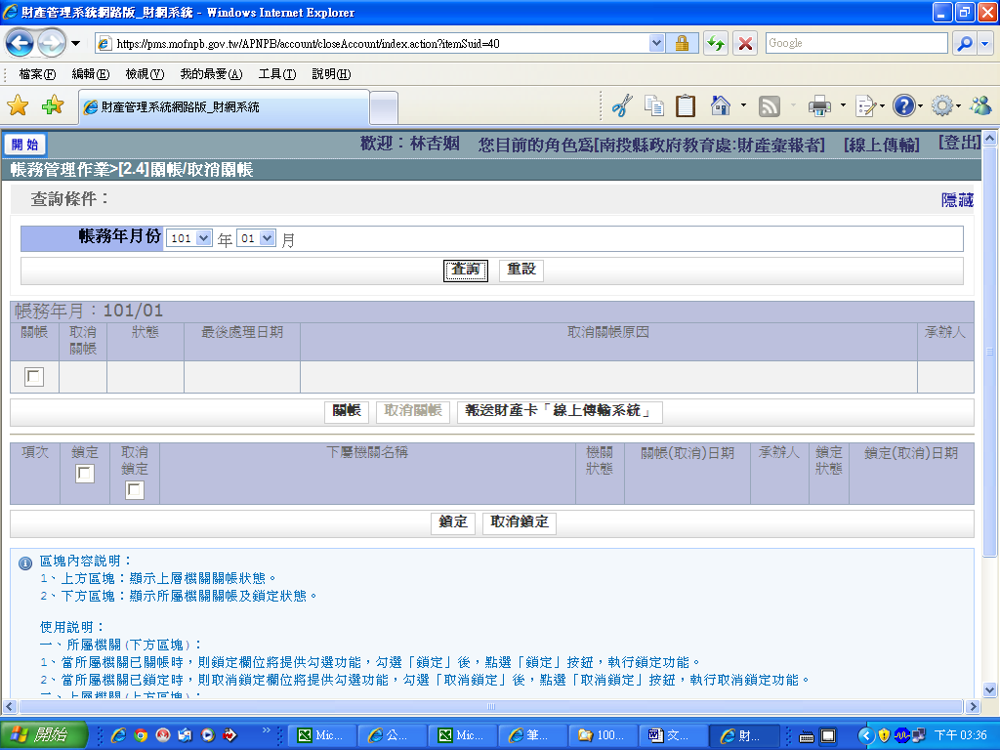 財產管理系統網路版_財網系統 - Windows Internet Explorer
https://pms.mofnpb.gov.tw/APNPB/account/closeAccount/index.action?itemSuid=40
Google
檔案(F) 編輯(E) 檢視(V) 我的最愛(A) 工具(T) 說明(H)
財產管理系統網路版_財網系統
開始 歡迎：林杏姻 您目前的角色為[南投縣政府教育處:財產彙報者] [線上傳輸] [登出]
帳務管理作業>[2.4]關帳/取消關帳
查詢條件： 隱藏
帳務年月份 101 年 01 月
查詢 重設
帳務年月：101/01
關帳 取消關帳 狀態 最後處理日期 取消關帳原因 承辦人
關帳 取消關帳 報送財產卡「線上傳輸系統」
項次 鎖定 取消鎖定 下屬機關名稱 機關狀態 關帳(取消)日期 承辦人 鎖定狀態 鎖定(取消)日期
鎖定 取消鎖定
區塊內容說明：
1、上方區塊：顯示上層機關關帳狀態。
2、下方區塊：顯示所屬機關關帳及鎖定狀態。
使用說明：
一、所屬機關(下方區塊)：
1、當所屬機關已關帳時，則鎖定欄位將提供勾選功能，勾選「鎖定」後，點選「鎖定」按鈕，執行鎖定功能。
2、當所屬機關已鎖定時，則取消鎖定欄位將提供勾選功能，勾選「取消鎖定」後，點選「取消鎖定」按鈕，執行取消鎖定功能。
二、上層機關(上方區塊)：
開始 Mic... 公... Mic... 筆... 100... 文... 財... 下午 03:36